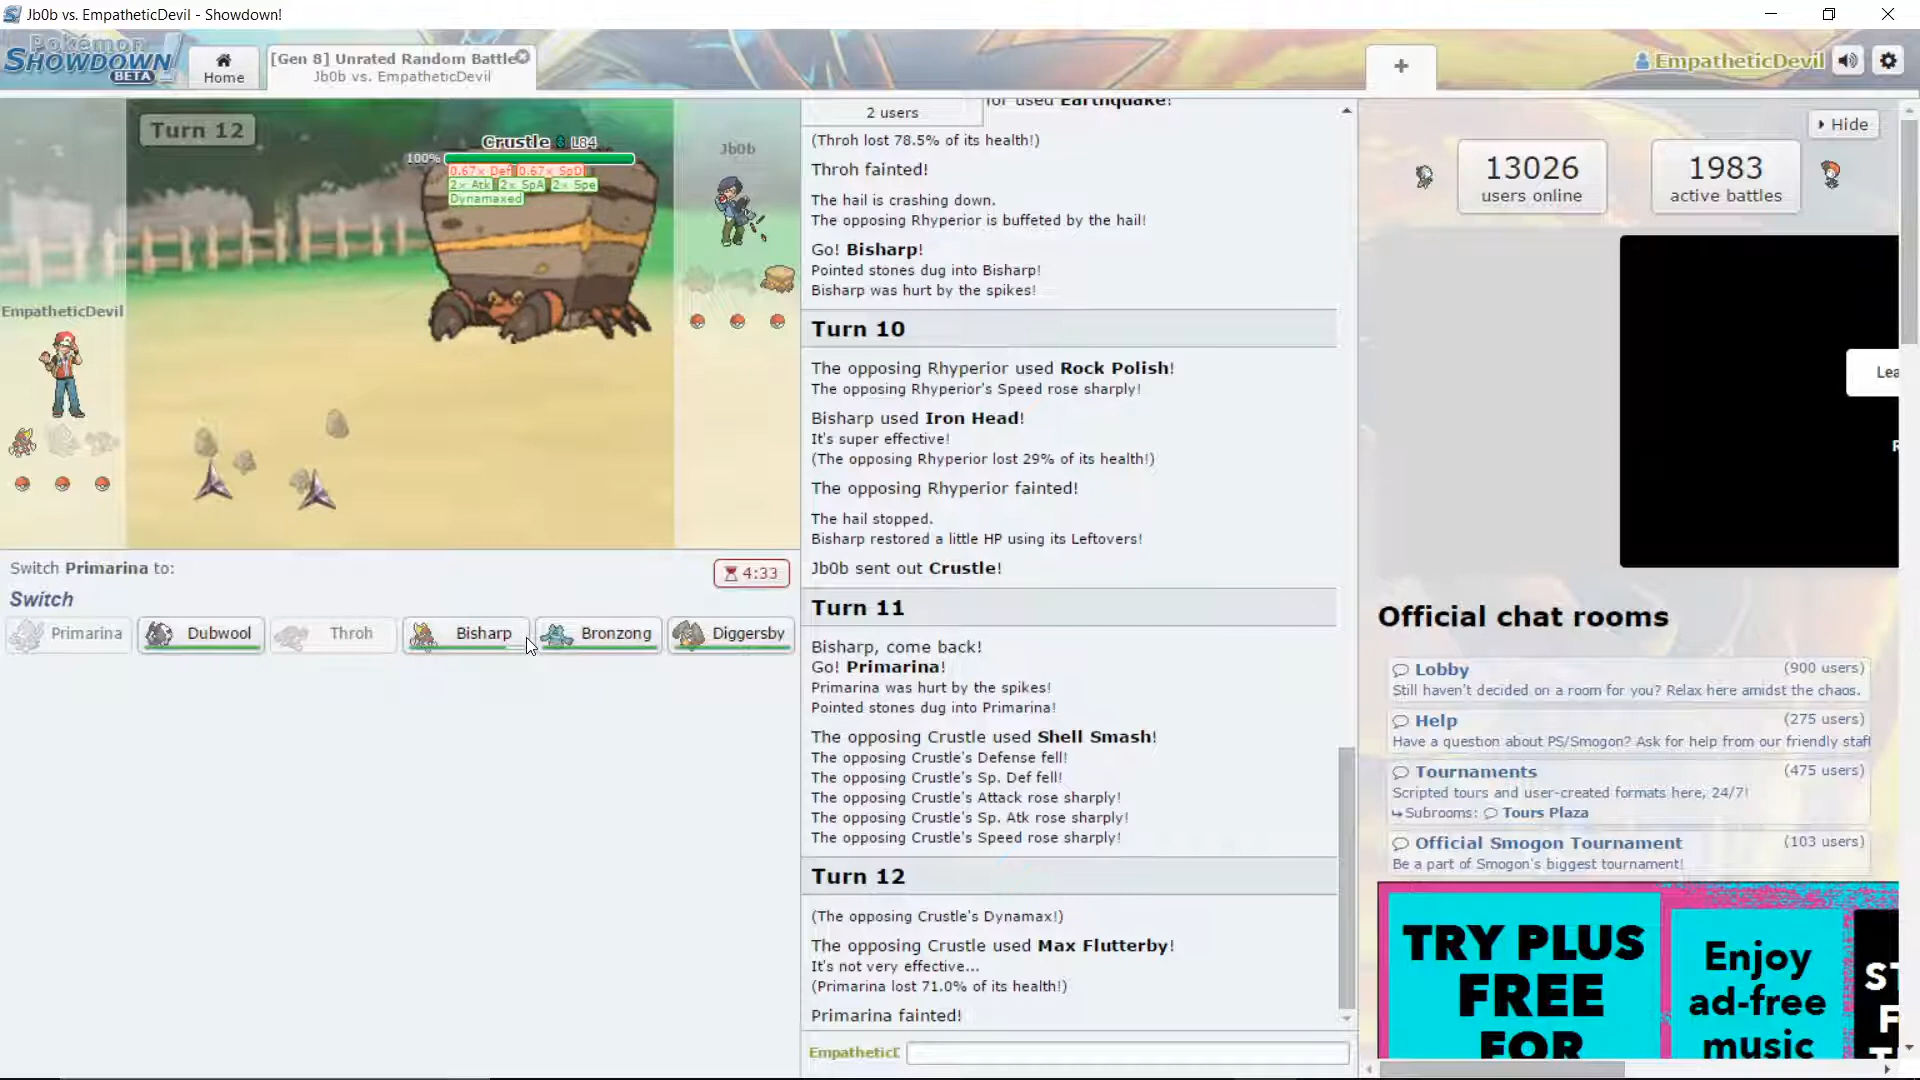 Jb0b vs. EmpatheticDevil - Showdown!
Pokémon
SHOWDOWN!
BETA
Home
[Gen 8] Unrated Random Battle
Jb0b vs. EmpatheticDevil
+
EmpatheticDevil
Turn 12
Crustle L84
100%
0.67× Def 0.67× SpD
2× Atk 2× SpA 2× Spe
Dynamaxed
Jb0b
EmpatheticDevil
Switch Primarina to:
4:33
Switch
Primarina
Dubwool
Throh
Bisharp
Bronzong
Diggersby
2 users
used Earthquake!
(Throh lost 78.5% of its health!)
Throh fainted!
The hail is crashing down.
The opposing Rhyperior is buffeted by the hail!
Go! Bisharp!
Pointed stones dug into Bisharp!
Bisharp was hurt by the spikes!
Turn 10
The opposing Rhyperior used Rock Polish!
The opposing Rhyperior's Speed rose sharply!
Bisharp used Iron Head!
It's super effective!
(The opposing Rhyperior lost 29% of its health!)
The opposing Rhyperior fainted!
The hail stopped.
Bisharp restored a little HP using its Leftovers!
Jb0b sent out Crustle!
Turn 11
Bisharp, come back!
Go! Primarina!
Primarina was hurt by the spikes!
Pointed stones dug into Primarina!
The opposing Crustle used Shell Smash!
The opposing Crustle's Defense fell!
The opposing Crustle's Sp. Def fell!
The opposing Crustle's Attack rose sharply!
The opposing Crustle's Sp. Atk rose sharply!
The opposing Crustle's Speed rose sharply!
Turn 12
(The opposing Crustle's Dynamax!)
The opposing Crustle used Max Flutterby!
It's not very effective...
(Primarina lost 71.0% of its health!)
Primarina fainted!
Hide
13026
users online
1983
active battles
Lea
Official chat rooms
Lobby (900 users)
Still haven't decided on a room for you? Relax here amidst the chaos.
Help (275 users)
Have a question about PS/Smogon? Ask for help from our friendly staff
Tournaments (475 users)
Scripted tours and user-created formats here, 24/7!
Subrooms: Tours Plaza
Official Smogon Tournament (103 users)
Be a part of Smogon's biggest tournament!
TRY PLUS
FREE
FOR
Enjoy
ad-free
music